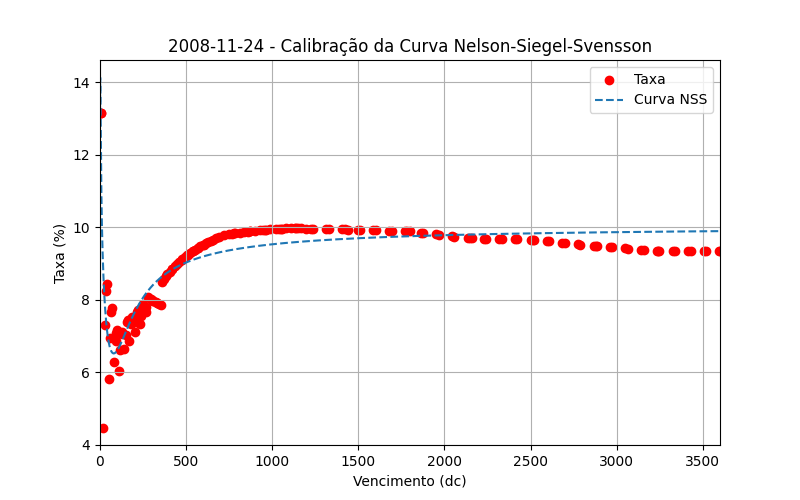 2008-11-24 - Calibração da Curva Nelson-Siegel-Svensson
Taxa
Curva NSS
Taxa (%)
14
12
10
8
6
4
0
500
1000
1500
2000
2500
3000
3500
Vencimento (dc)